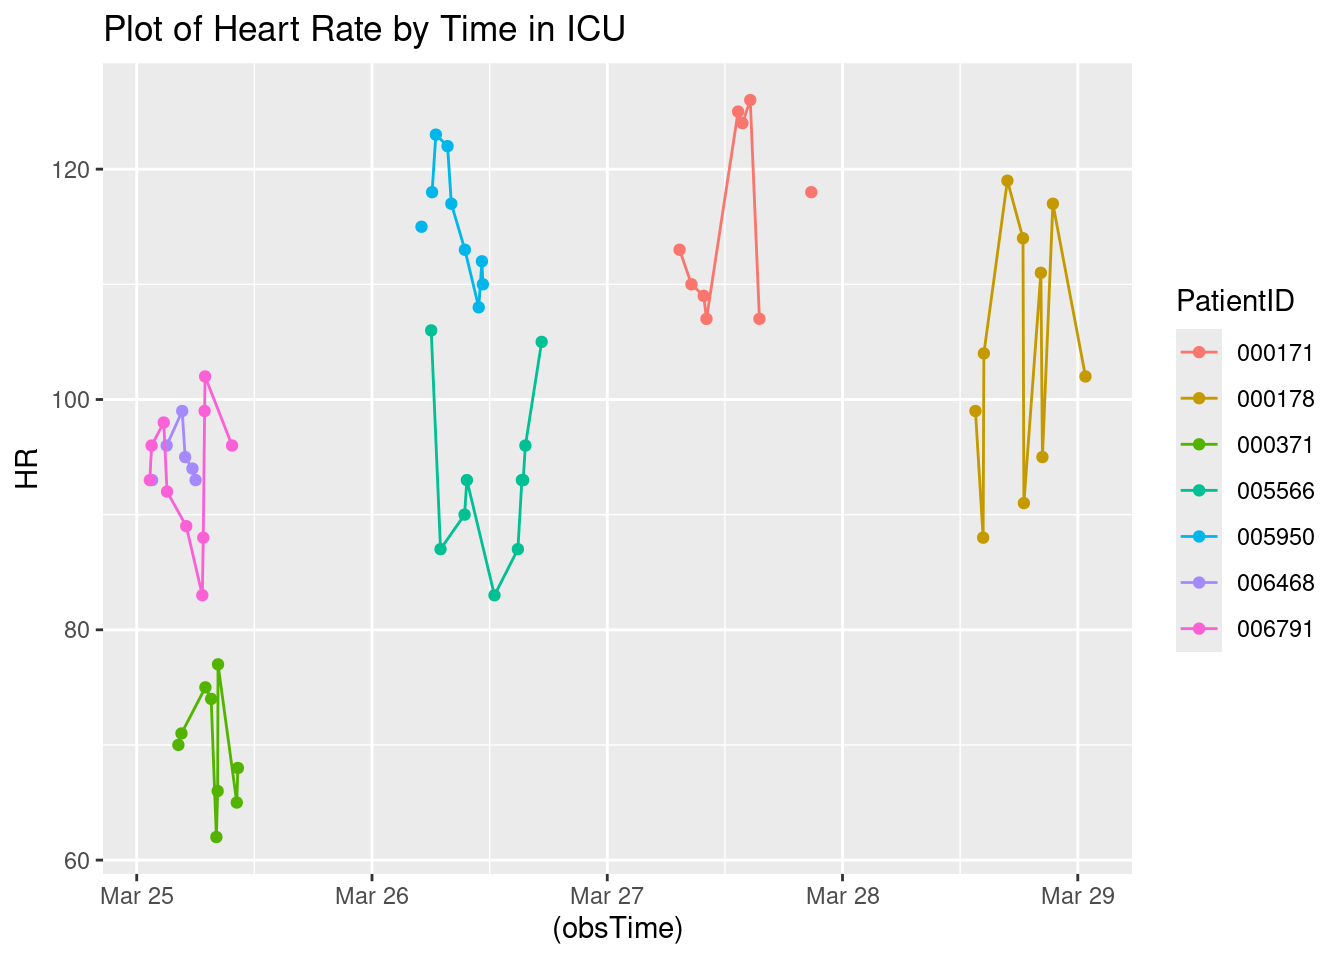 Plot of Heart Rate by Time in ICU
HR
120
100
80
60
Mar 25
Mar 26
Mar 27
Mar 28
Mar 29
(obsTime)
PatientID
000171
000178
000371
005566
005950
006468
006791